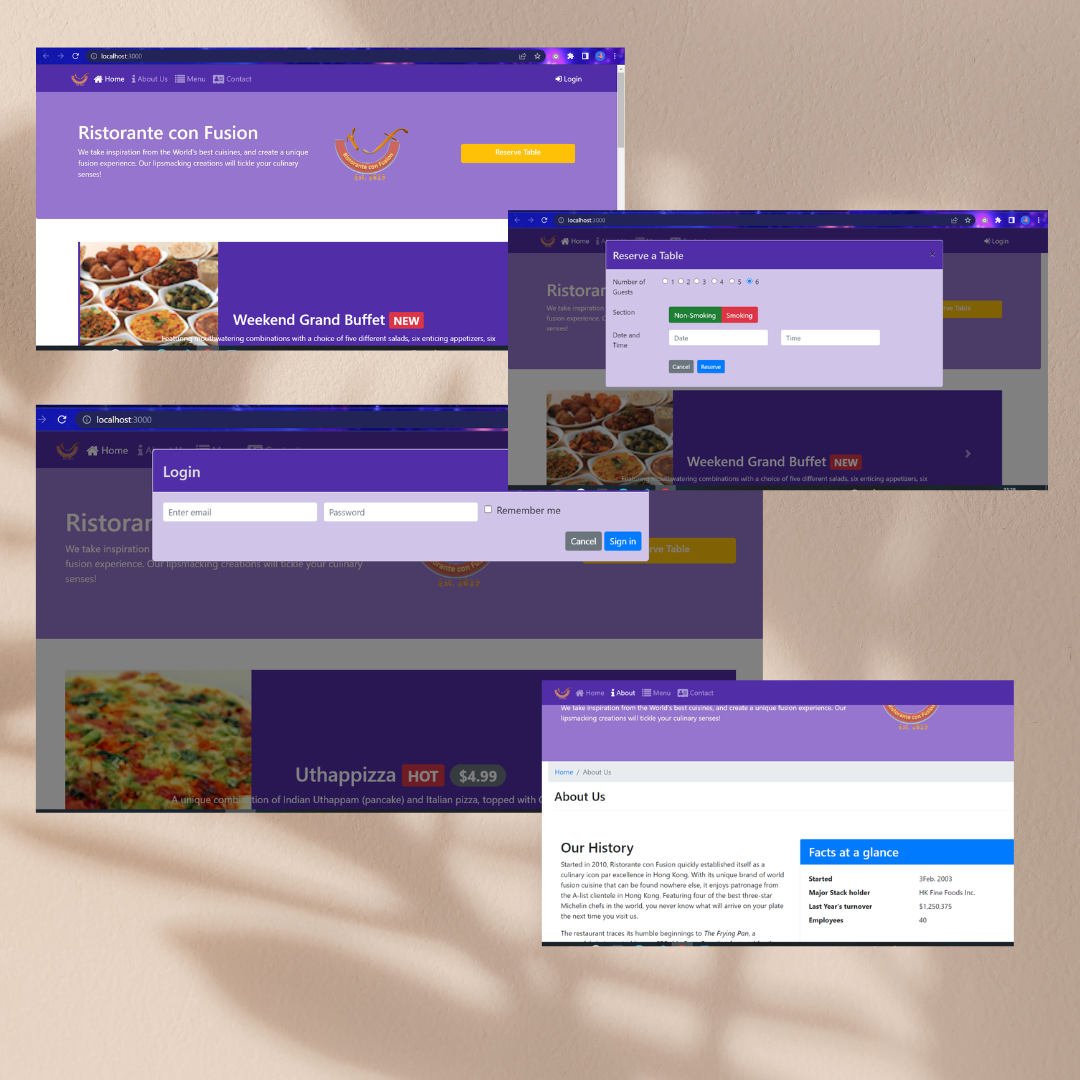 localhost:3000
Home About Us Menu Contact Login
Ristorante con Fusion
We take inspiration from the World's best cuisines, and create a unique
fusion experience. Our lipsmacking creations will tickle your culinary
senses!
Ristorante con Fusion
Est. 1817
Reserve Table
Weekend Grand Buffet NEW
Featuring mouthwatering combinations with a choice of five different salads, six enticing appetizers, six
localhost:3000
Home Login
Reserve a Table
×
Number of
Guests
1 2 3 4 5 6
Section
Non-Smoking Smoking
Date and
Time
Date Time
Cancel Reserve
Ristora
We take inspiration
fusion experience.
senses!
ve Table
Weekend Grand Buffet NEW
Featuring mouthwatering combinations with a choice of five different salads, six enticing appetizers, six
localhost:3000
Home
Login
Enter email Password Remember me
Cancel Sign in
Ristorar
We take inspiration
fusion experience. Our lipsmacking creations will tickle your culinary
senses!
rve Table
Uthappizza HOT $4.99
A unique combination of Indian Uthappam (pancake) and Italian pizza, topped with
Home About Menu Contact
We take inspiration from the World's best cuisines, and create a unique fusion experience. Our
lipsmacking creations will tickle your culinary senses!
Home / About Us
About Us
Our History
Started in 2010, Ristorante con Fusion quickly established itself as a
culinary icon par excellence in Hong Kong. With its unique brand of world
fusion cuisine that can be found nowhere else, it enjoys patronage from
the A-list clientele in Hong Kong. Featuring four of the best three-star
Michelin chefs in the world, you never know what will arrive on your plate
the next time you visit us.
The restaurant traces its humble beginnings to The Frying Pan, a
Facts at a glance
Started 3Feb. 2003
Major Stack holder HK Fine Foods Inc.
Last Year's turnover $1,250,375
Employees 40